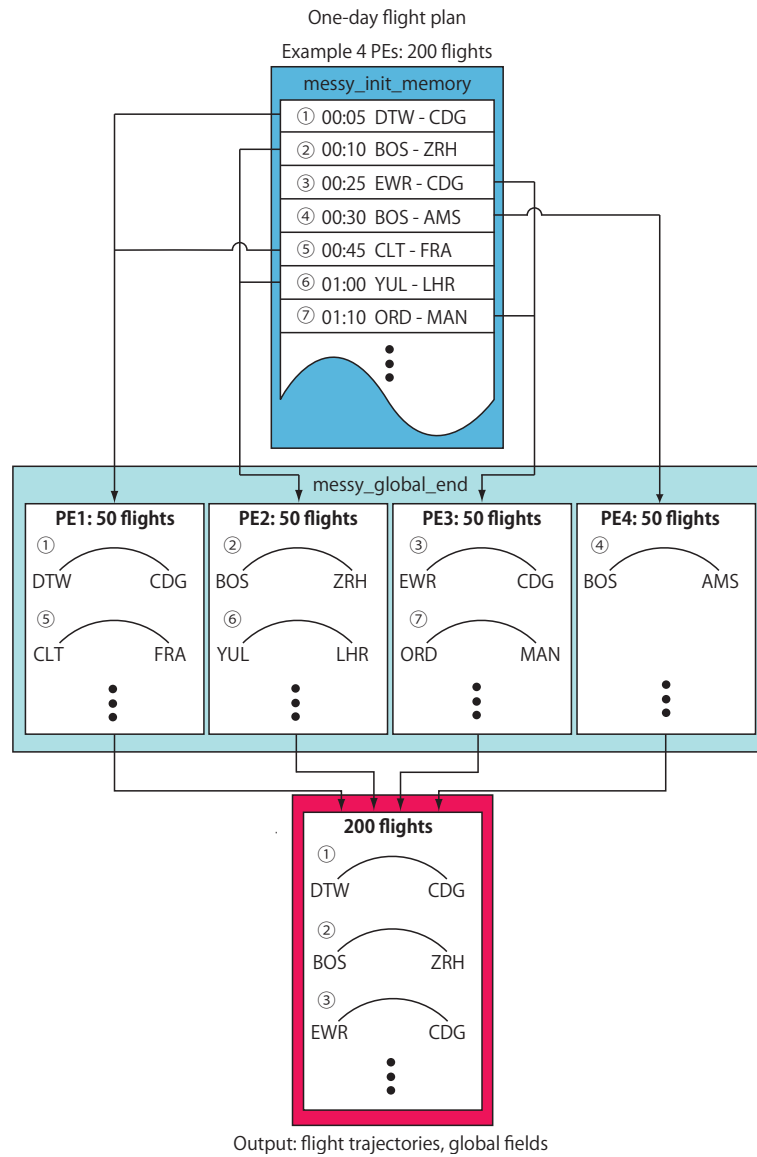 One-day flight plan
Example 4 PEs: 200 flights
messy_init_memory
① 00:05 DTW - CDG
② 00:10 BOS - ZRH
③ 00:25 EWR - CDG
④ 00:30 BOS - AMS
⑤ 00:45 CLT - FRA
⑥ 01:00 YUL - LHR
⑦ 01:10 ORD - MAN
messy_global_end
PE1: 50 flights
①
DTW CDG
⑤
CLT FRA
PE2: 50 flights
②
BOS ZRH
⑥
YUL LHR
PE3: 50 flights
③
EWR CDG
⑦
ORD MAN
PE4: 50 flights
④
BOS AMS
200 flights
①
DTW CDG
②
BOS ZRH
③
EWR CDG
Output: flight trajectories, global fields